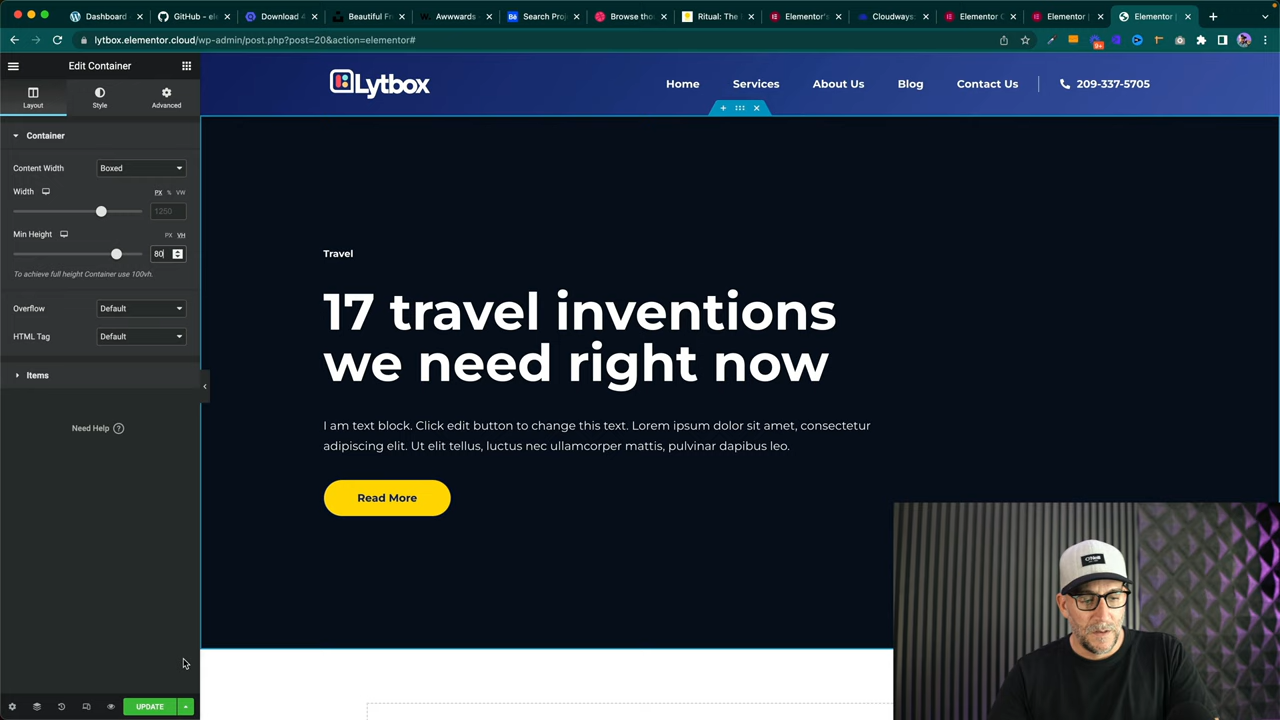 Dashboard
GitHub - ele
Download 4
Beautiful Fr
Awwwards
Search Proj
Browse thou
Ritual: The
Elementor's
Cloudways
Elementor C
Elementor |
Elementor |
lytbox.elementor.cloud/wp-admin/post.php?post=20&action=elementor#
9+
Edit Container
Layout
Style
Advanced
Container
Content Width
Boxed
Width
PX % VW
1250
Min Height
PX VH
80
To achieve full height Container use 100vh.
Overflow
Default
HTML Tag
Default
Items
Need Help ?
UPDATE
Lytbox
Home
Services
About Us
Blog
Contact Us
209-337-5705
Travel
17 travel inventions
we need right now
I am text block. Click edit button to change this text. Lorem ipsum dolor sit amet, consectetur
adipiscing elit. Ut elit tellus, luctus nec ullamcorper mattis, pulvinar dapibus leo.
Read More